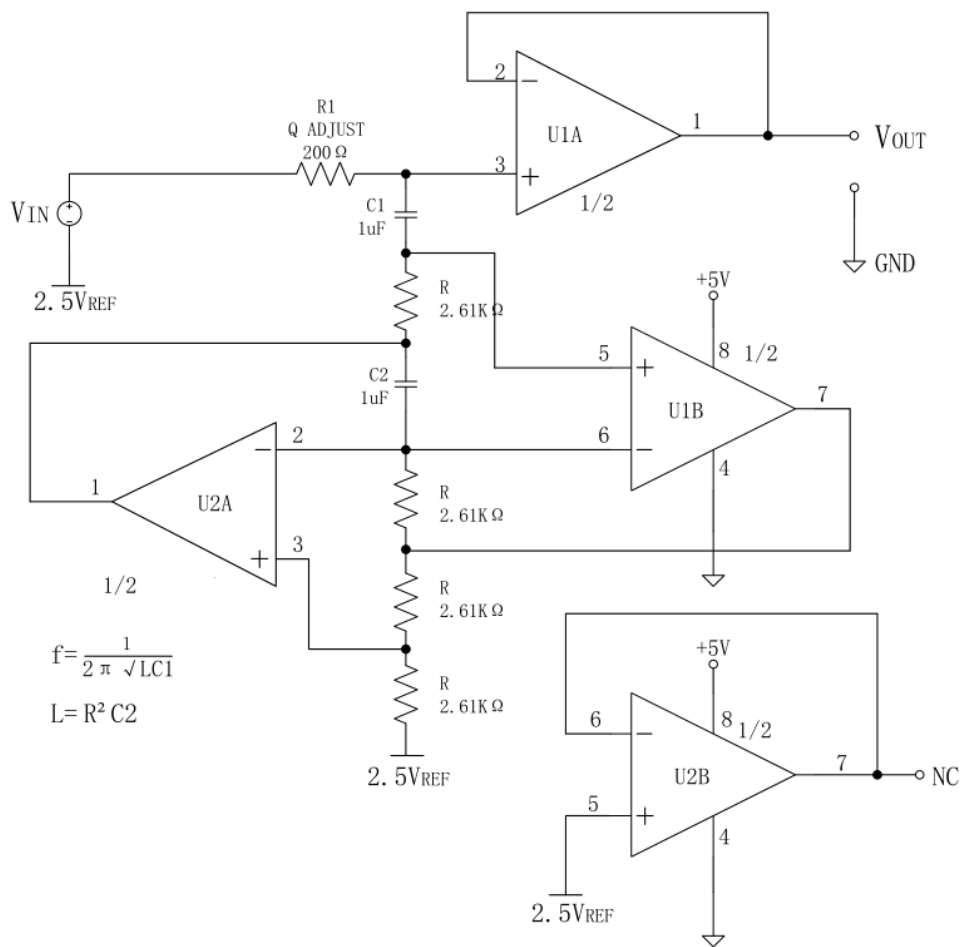 2
U1A
1
VOUT
R1
Q ADJUST
200Ω
3
1/2
C1
1uF
VIN
GND
2.5VREF
+5V
R
2.61KΩ
8
1/2
5
C2
1uF
U1B
7
2
6
1
U2A
4
R
2.61KΩ
3
1/2
R
2.61KΩ
f=1/2π√LC1
+5V
R
2.61KΩ
L=R²C2
6
8
1/2
2.5VREF
U2B
7
NC
5
4
2.5VREF